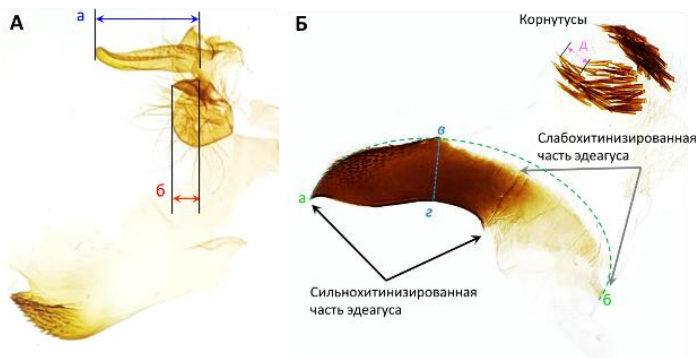 А
а
б
Б
Корнутусы
д
Слабохитинизированная
часть эдеагуса
в
а
г
б
Сильнохитинизированная
часть эдеагуса